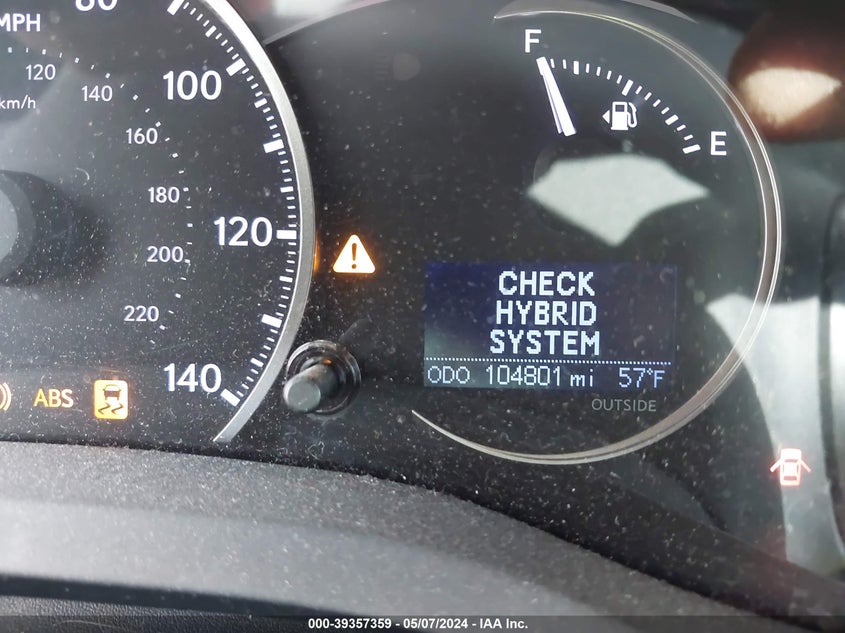 80
MPH
100
120
km/h
140
160
180
120
200
220
140
ABS
F
E
CHECK
HYBRID
SYSTEM
ODO 104801 mi 57°F
OUTSIDE
000-39357359 - 05/07/2024 - IAA Inc.